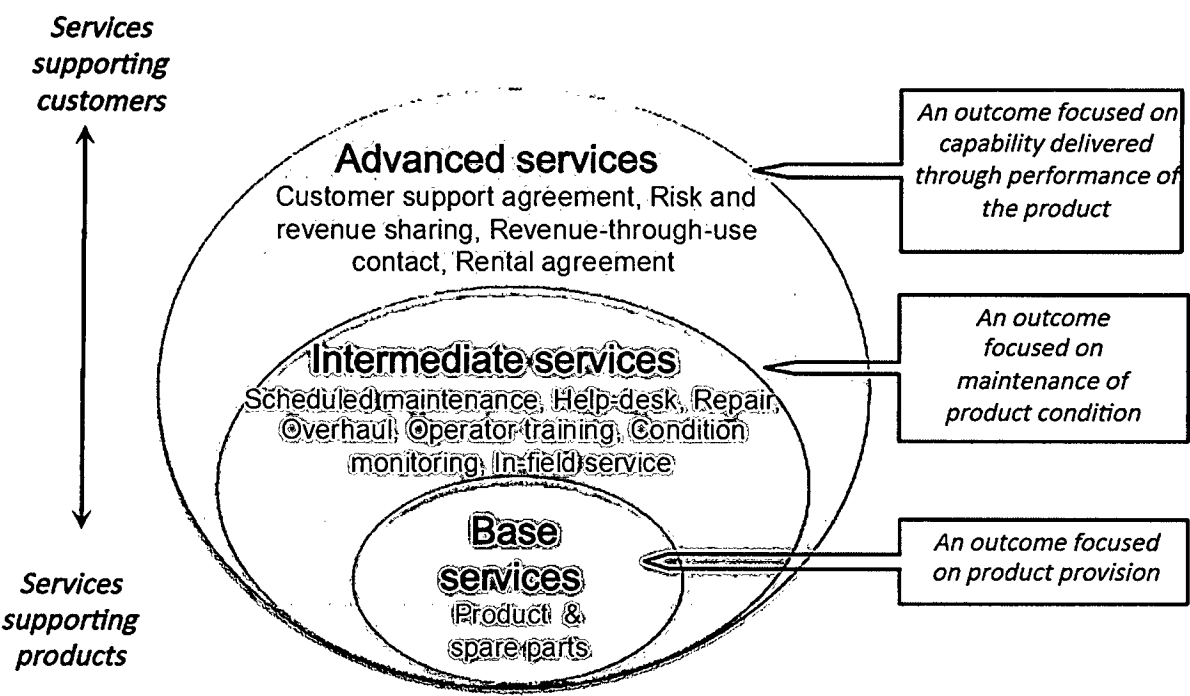 Services
supporting
customers
Advanced services
Customer support agreement, Risk and
revenue sharing, Revenue-through-use
contact, Rental agreement
Intermediate services
Scheduled maintenance, Help-desk, Repair,
Overhaul, Operator training, Condition
monitoring, In-field service
Base
services
Product &
spare parts
Services
supporting
products
An outcome focused on
capability delivered
through performance of
the product
An outcome
focused on
maintenance of
product condition
An outcome focused
on product provision